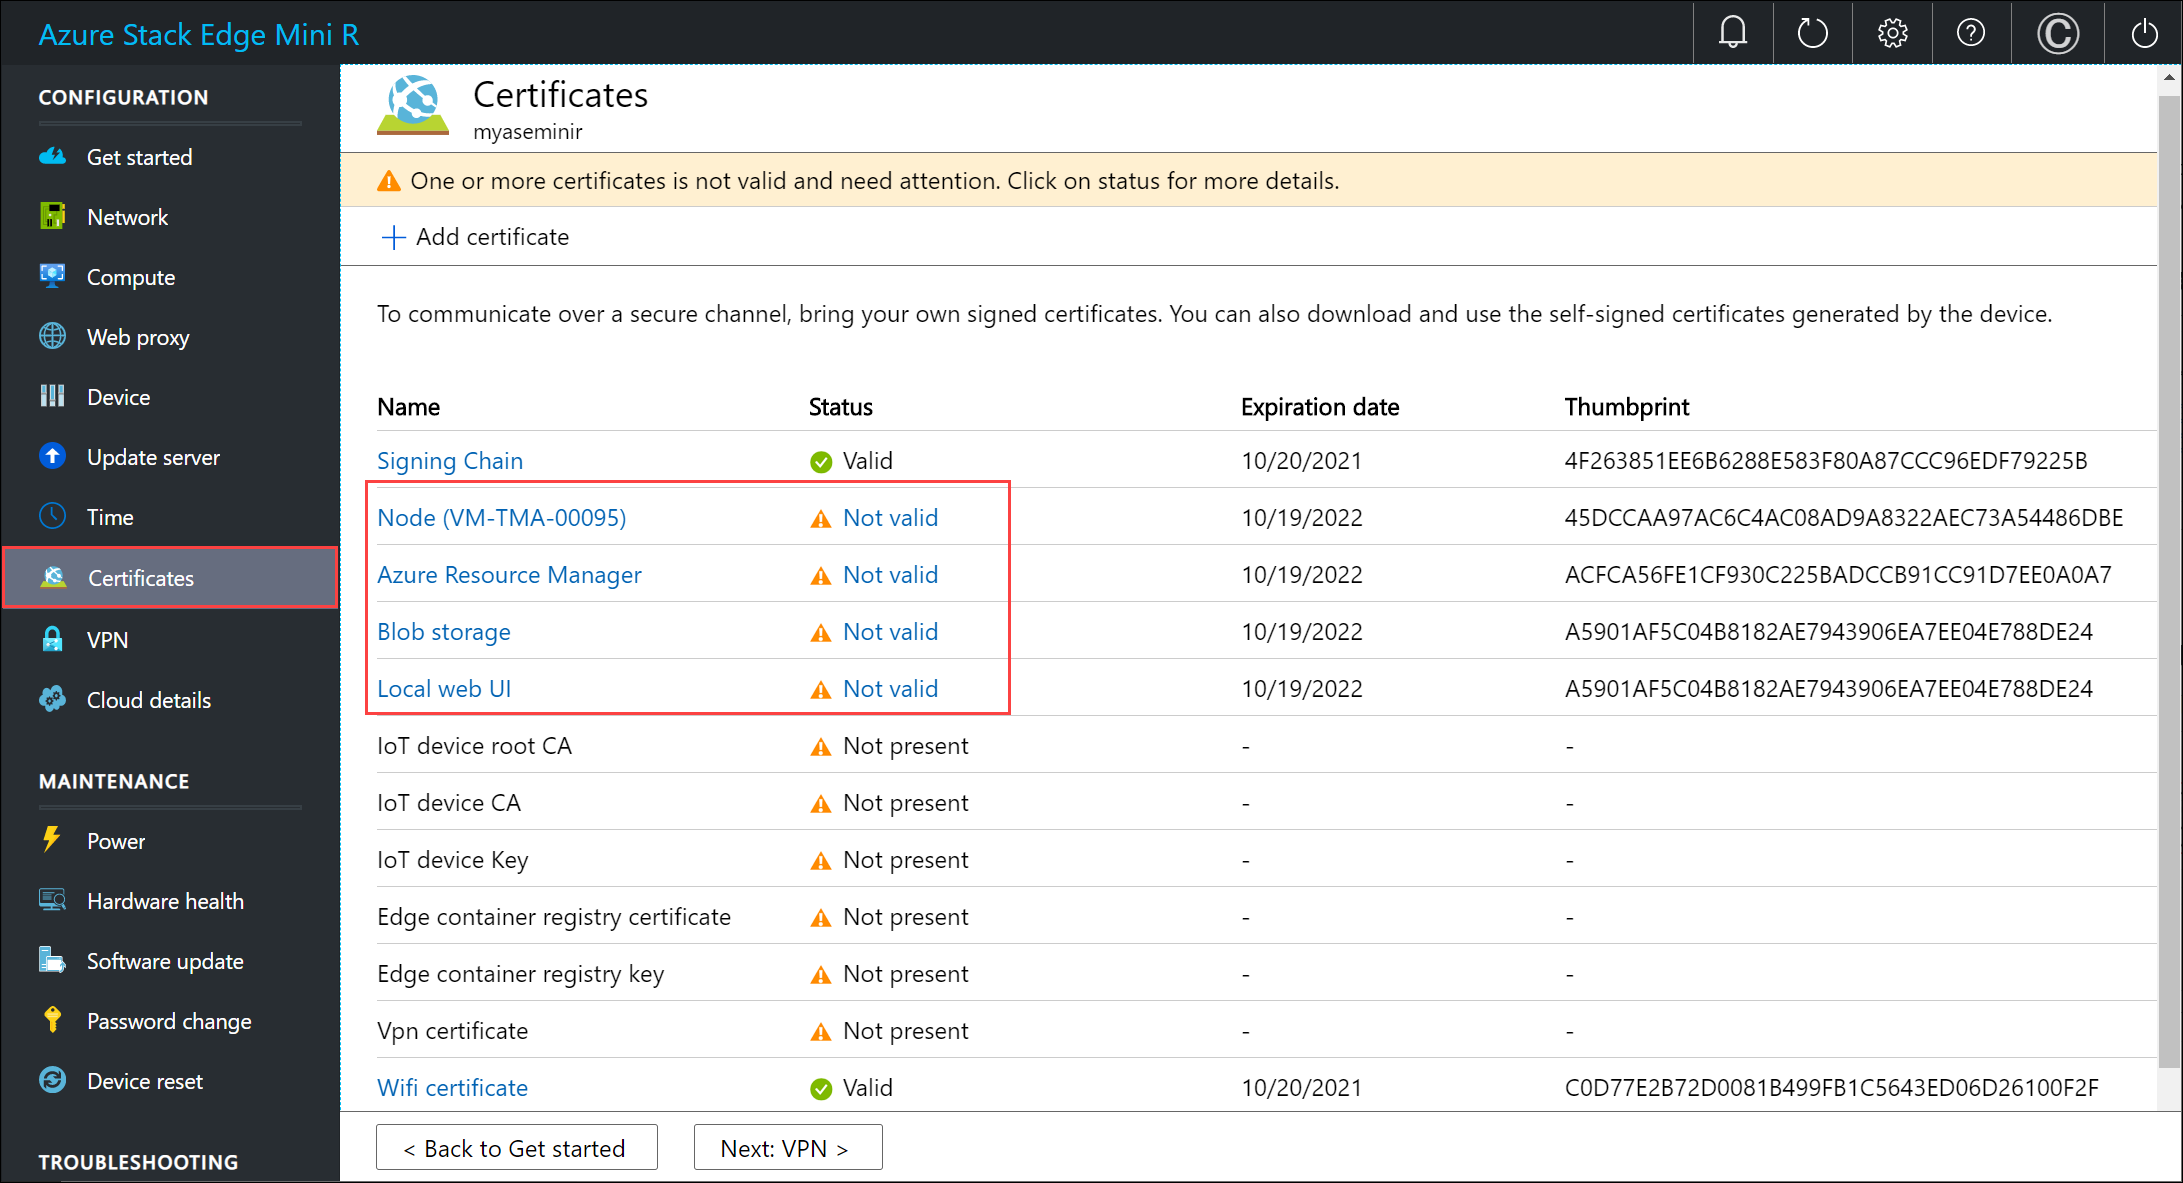 Azure Stack Edge Mini R
CONFIGURATION
Get started
Network
Compute
Web proxy
Device
Update server
Time
Certificates
VPN
Cloud details
MAINTENANCE
Power
Hardware health
Software update
Password change
Device reset
TROUBLESHOOTING
Certificates
myaseminir
One or more certificates is not valid and need attention. Click on status for more details.
Add certificate
To communicate over a secure channel, bring your own signed certificates. You can also download and use the self-signed certificates generated by the device.
Name Status Expiration date Thumbprint
Signing Chain Valid 10/20/2021 4F263851EE6B6288E583F80A87CCC96EDF79225B
Node (VM-TMA-00095) Not valid 10/19/2022 45DCCAA97AC6C4AC08AD9A8322AEC73A54486DBE
Azure Resource Manager Not valid 10/19/2022 ACFCA56FE1CF930C225BADCCB91CC91D7EE0A0A7
Blob storage Not valid 10/19/2022 A5901AF5C04B8182AE7943906EA7EE04E788DE24
Local web UI Not valid 10/19/2022 A5901AF5C04B8182AE7943906EA7EE04E788DE24
IoT device root CA Not present - -
IoT device CA Not present - -
IoT device Key Not present - -
Edge container registry certificate Not present - -
Edge container registry key Not present - -
Vpn certificate Not present - -
Wifi certificate Valid 10/20/2021 C0D77E2B72D0081B499FB1C5643ED06D26100F2F
< Back to Get started Next: VPN >